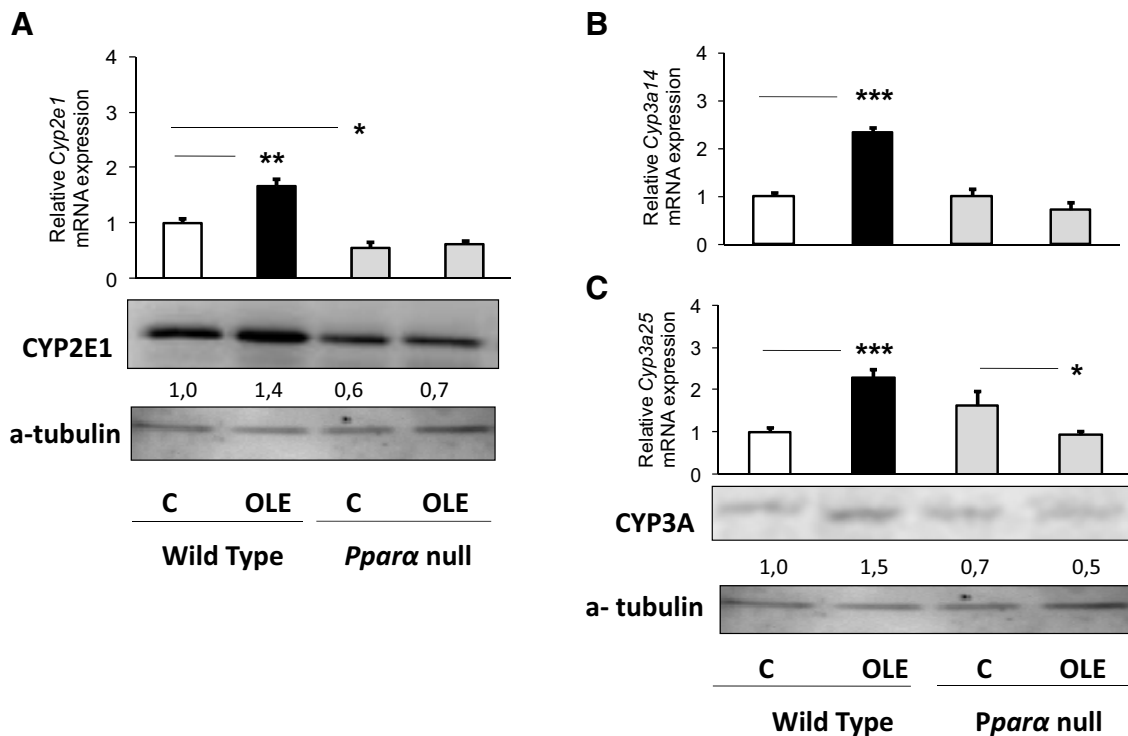 A
Relative Cyp2e1
mRNA expression
4
3
2
1
0
*
**
CYP2E1
1,0 1,4 0,6 0,7
a-tubulin
C OLE C OLE
Wild Type Pparα null
B
Relative Cyp3a14
mRNA expression
4
3
2
1
0
***
C
Relative Cyp3a25
mRNA expression
4
3
2
1
0
***
*
CYP3A
1,0 1,5 0,7 0,5
a- tubulin
C OLE C OLE
Wild Type Pparα null